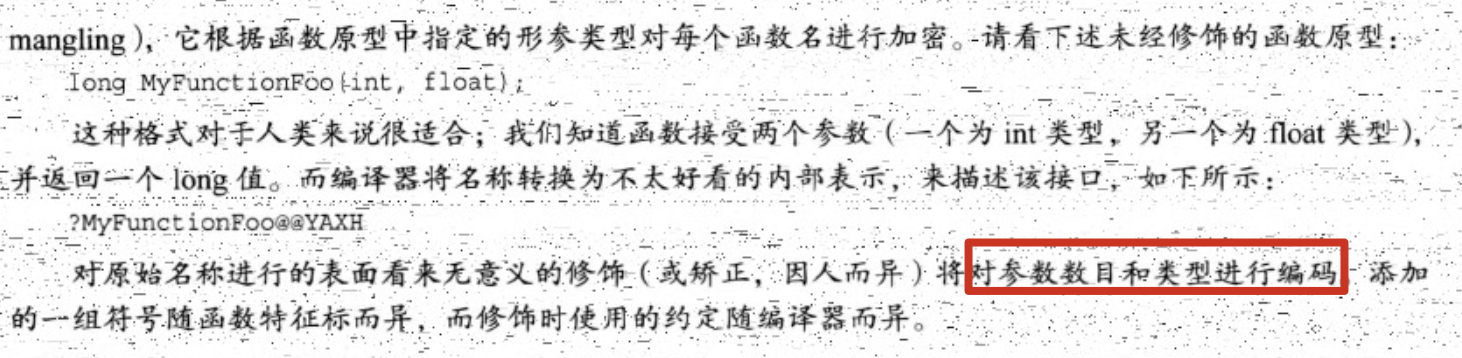 mangling），它根据函数原型中指定的形参类型对每个函数名进行加密。请看下述未经修饰的函数原型：
long MyFunctionFoo(int, float);
这种格式对于人类来说很适合；我们知道函数接受两个参数（一个为 int 类型，另一个为 float 类型），
并返回一个 long 值。而编译器将名称转换为不太好看的内部表示，来描述该接口，如下所示：
?MyFunctionFoo@@YAXH
对原始名称进行的表面看来无意义的修饰（或矫正，因人而异）将对参数数目和类型进行编码。添加
的一组符号随函数特征标而异，而修饰时使用的约定随编译器而异。